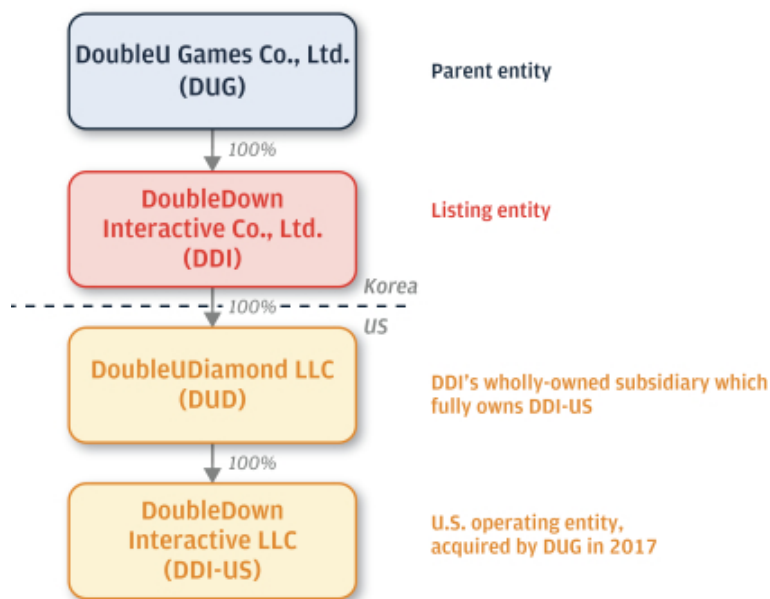 DoubleU Games Co., Ltd.
(DUG)
Parent entity
100%
DoubleDown
Interactive Co., Ltd.
(DDI)
Listing entity
Korea
100%
US
DoubleUDiamond LLC
(DUD)
DDI's wholly-owned subsidiary which
fully owns DDI-US
100%
DoubleDown
Interactive LLC
(DDI-US)
U.S. operating entity,
acquired by DUG in 2017